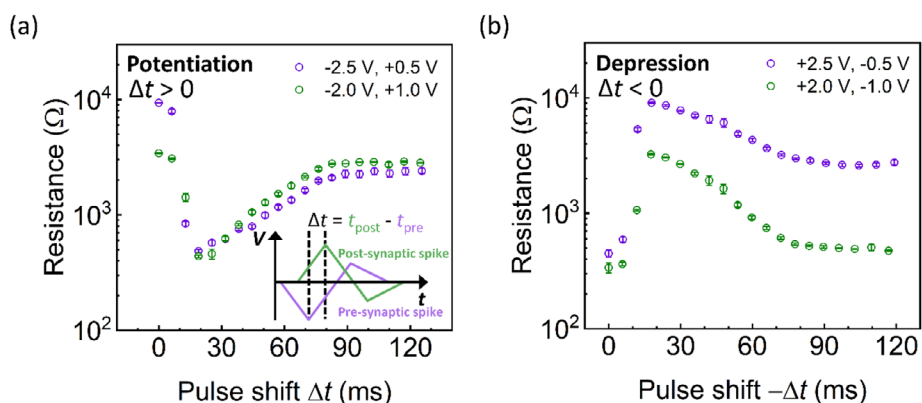 (a)
Potentiation
Δt > 0
-2.5 V, +0.5 V
-2.0 V, +1.0 V
10⁴
10³
10²
Resistance (Ω)
Δt = t_post - t_pre
V
Post-synaptic spike
t
Pre-synaptic spike
0 30 60 90 120
Pulse shift Δt (ms)
(b)
Depression
Δt < 0
+2.5 V, -0.5 V
+2.0 V, -1.0 V
10⁴
10³
10²
Resistance (Ω)
0 30 60 90 120
Pulse shift −Δt (ms)